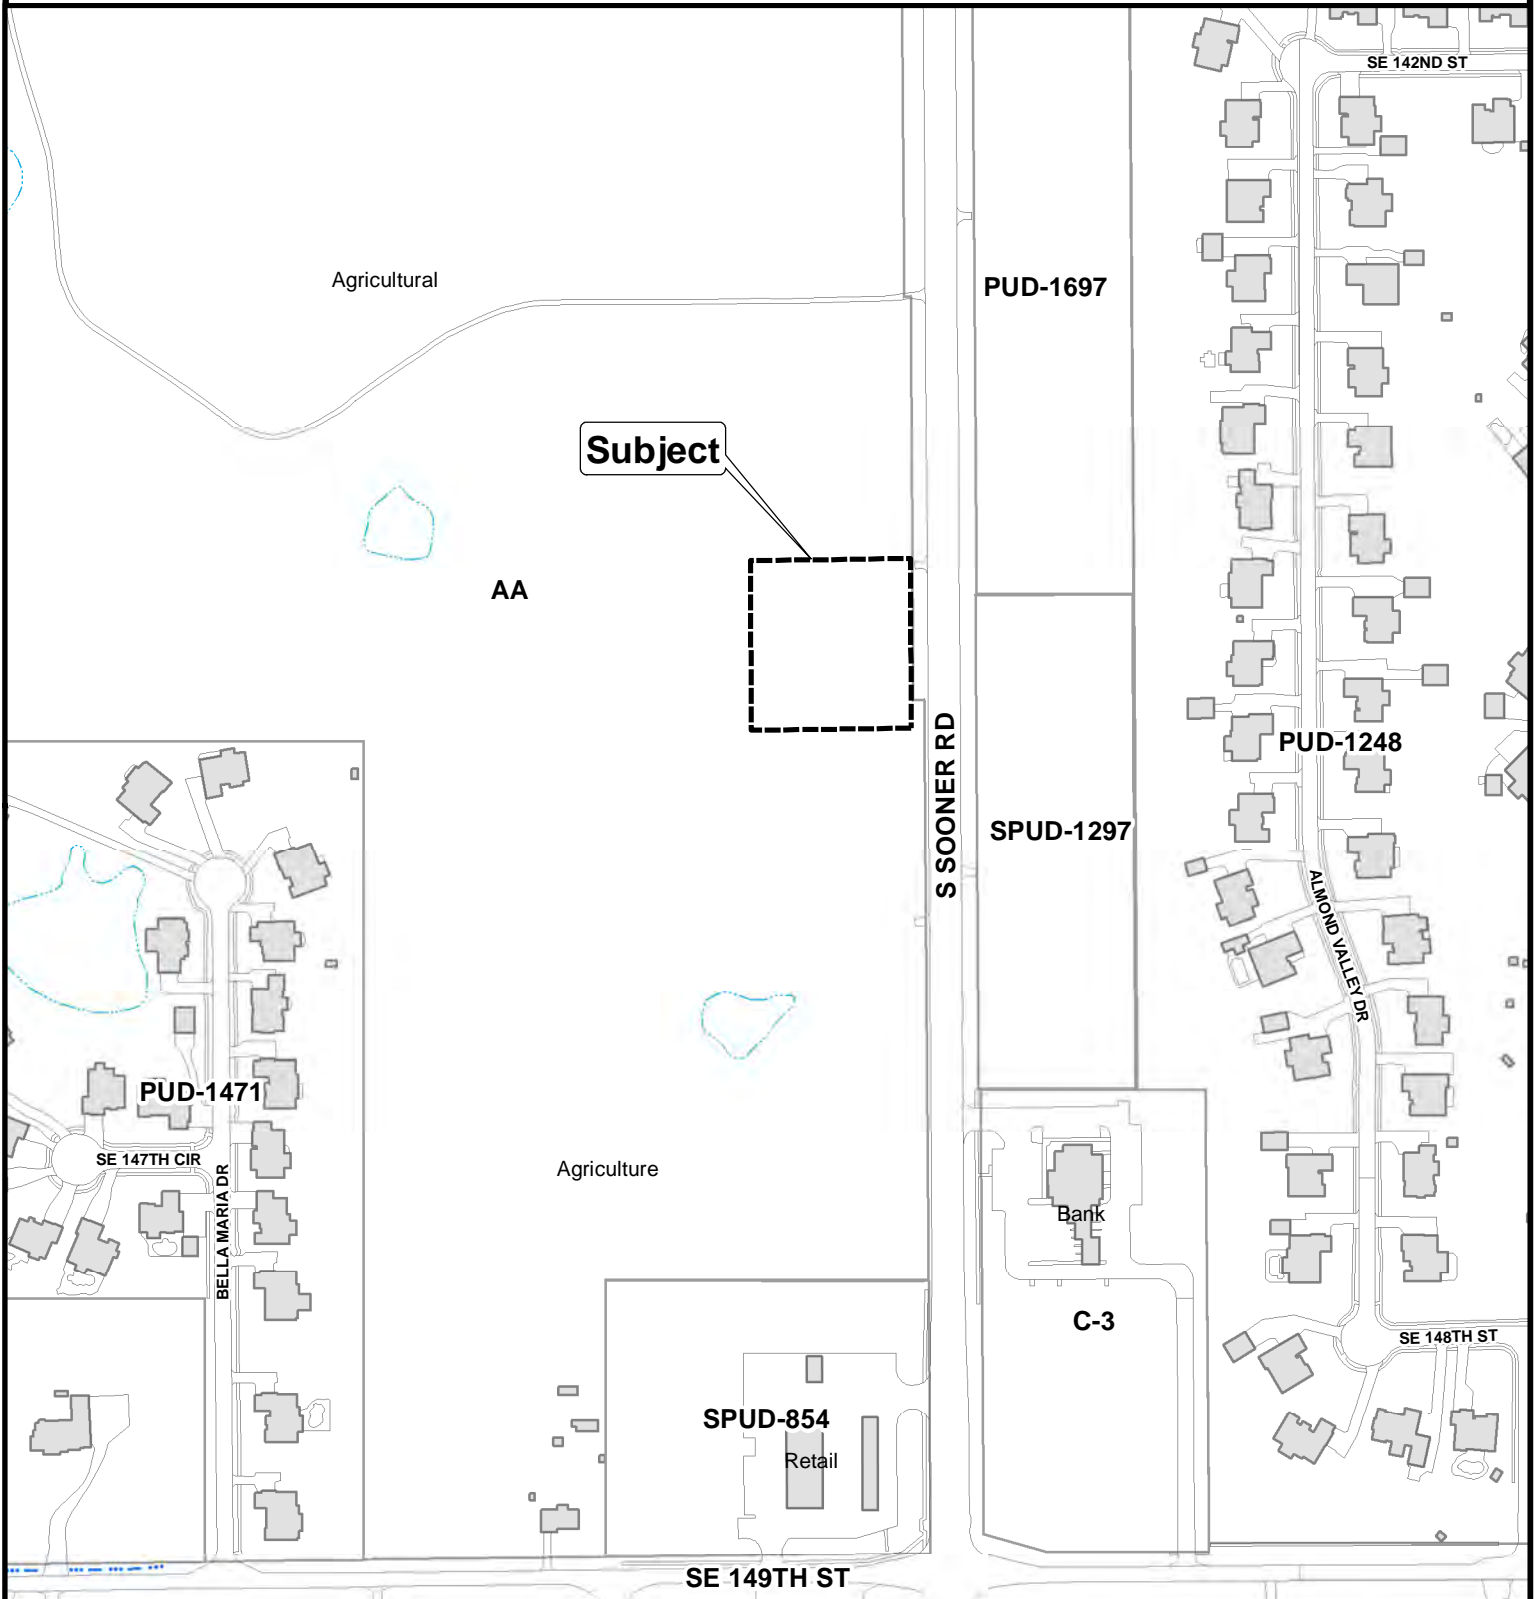 SE 142ND ST
Agricultural
PUD-1697
Subject
AA
S SOONER RD
PUD-1248
SPUD-1297
ALMOND VALLEY DR
PUD-1471
SE 147TH CIR
BELLA MARIA DR
Agriculture
Bank
C-3
SE 148TH ST
SPUD-854
Retail
SE 149TH ST